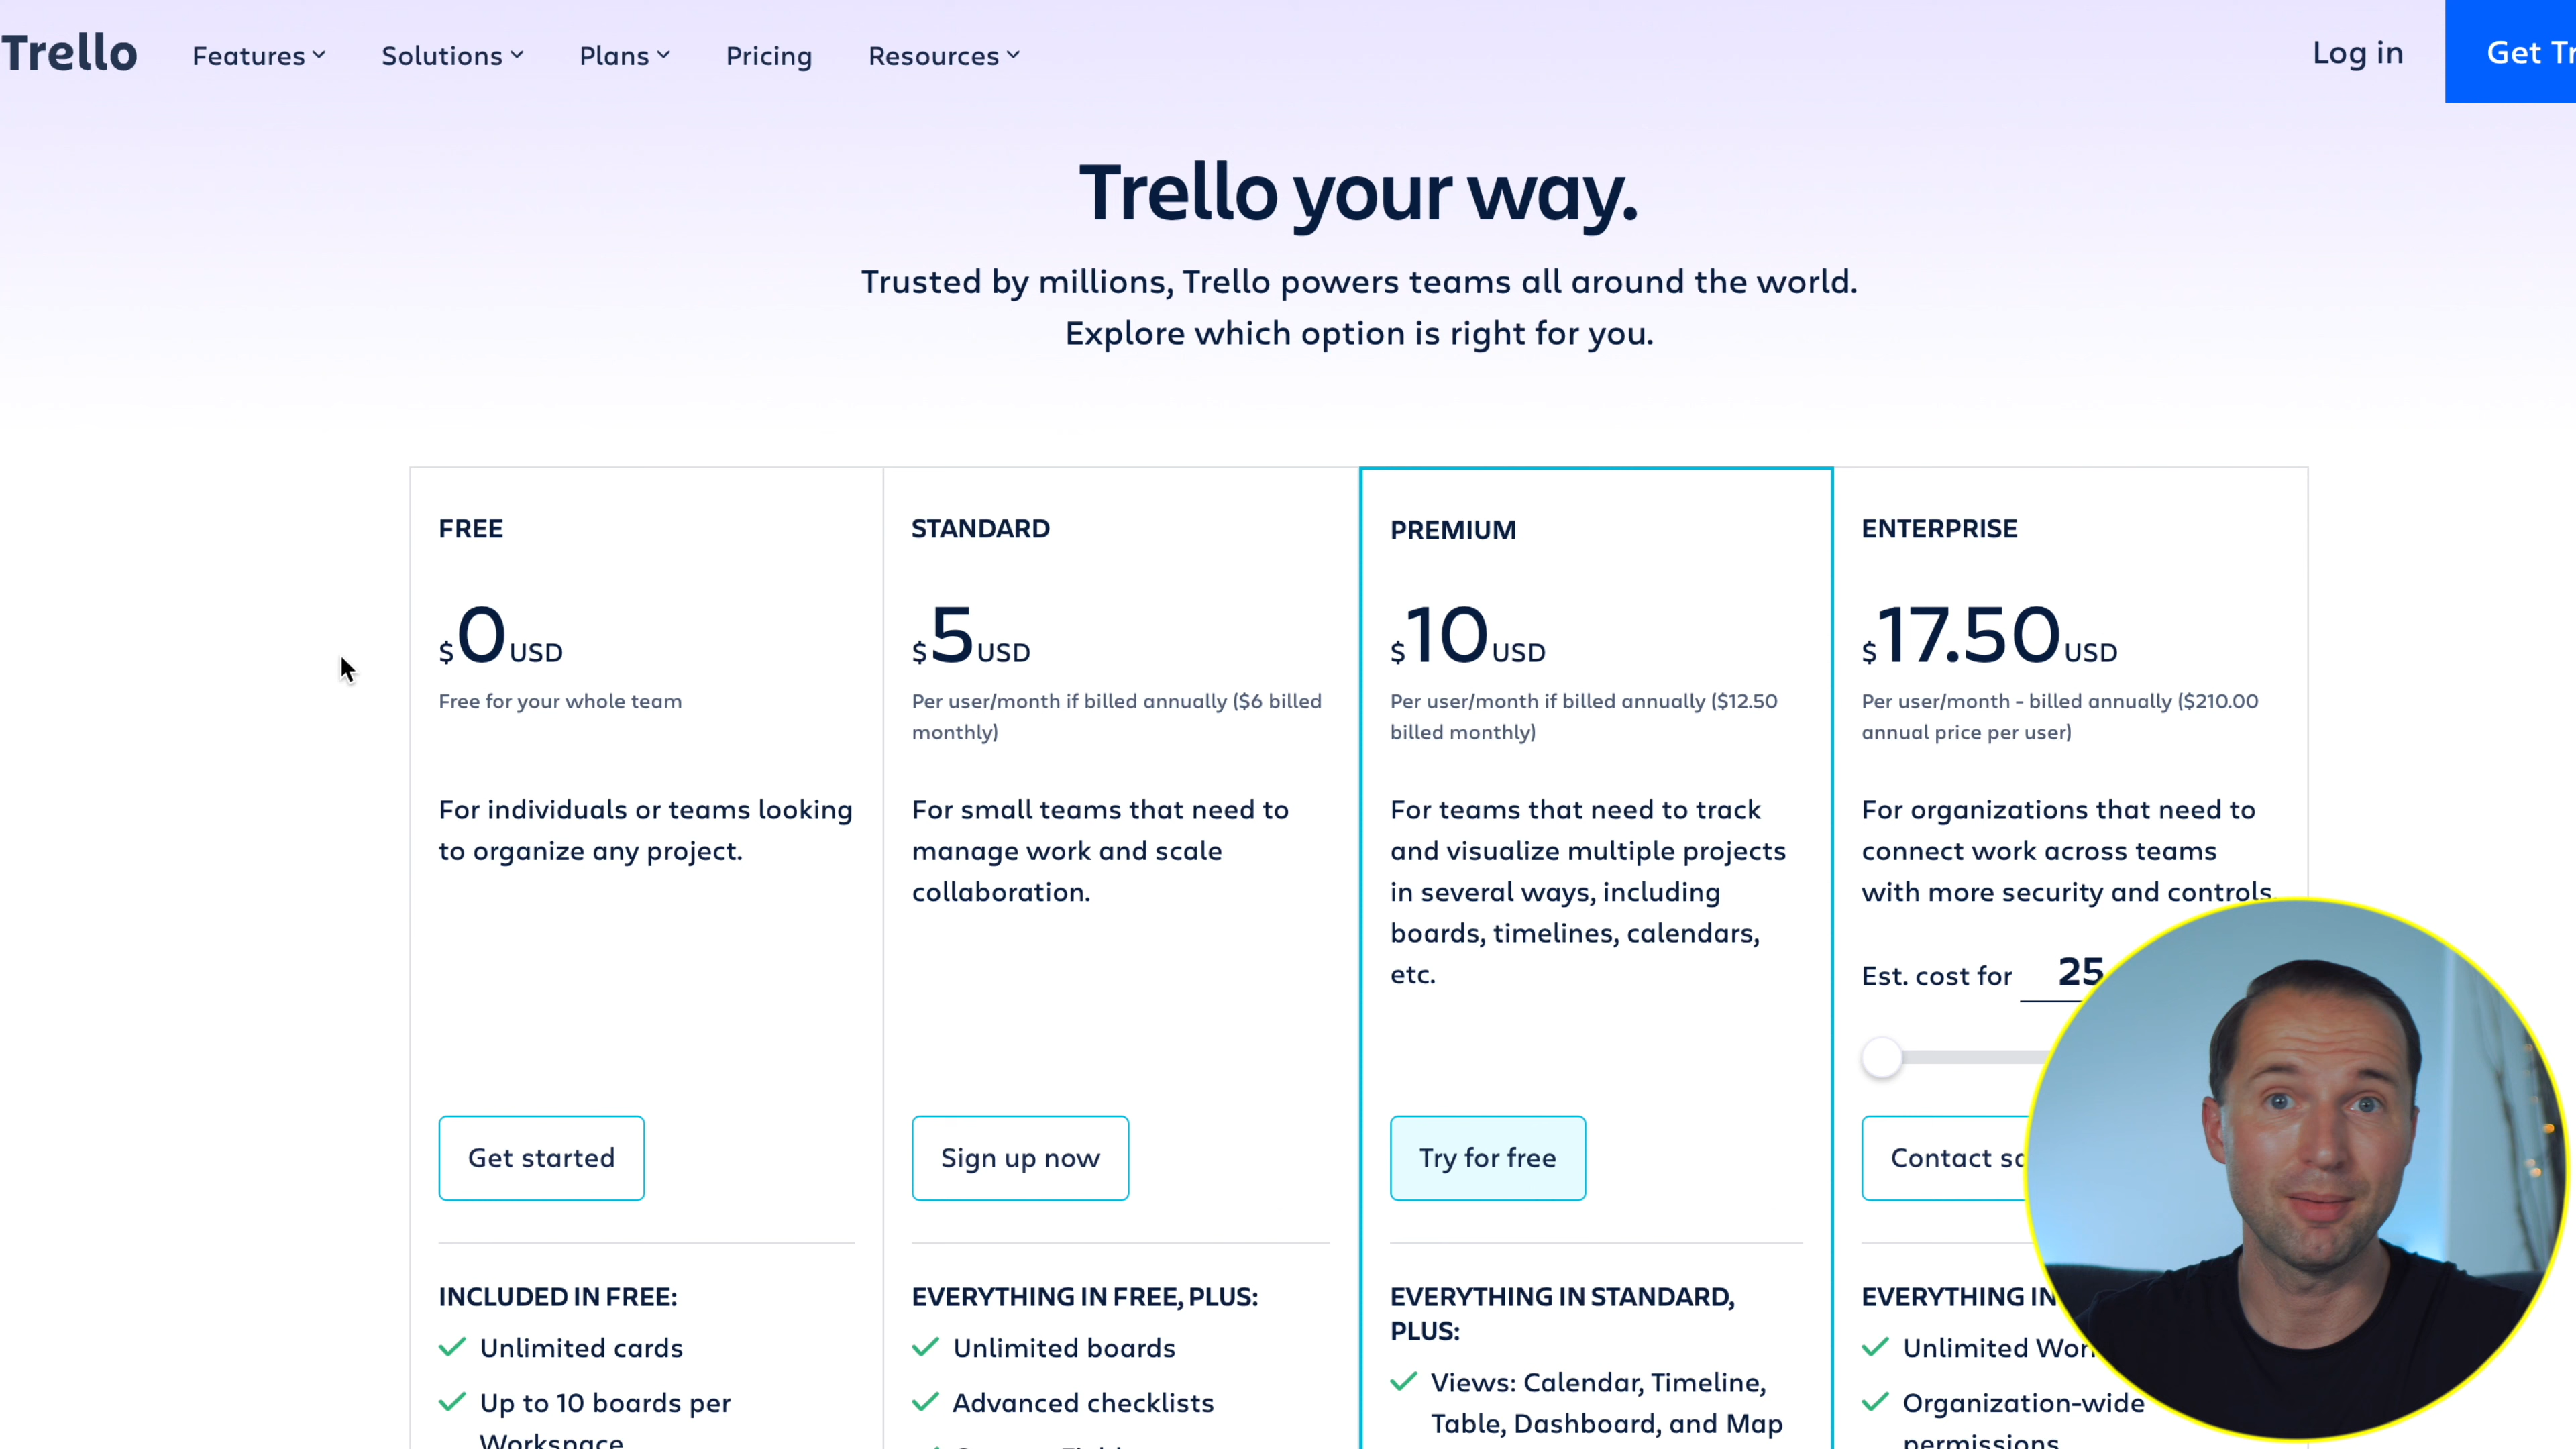 Trello
Features
Solutions
Plans
Pricing
Resources
Log in
Get
Trello your way.
Trusted by millions, Trello powers teams all around the world.
Explore which option is right for you.
FREE
$0 USD
Free for your whole team
For individuals or teams looking
to organize any project.
Get started
INCLUDED IN FREE:
Unlimited cards
Up to 10 boards per
Workspace
STANDARD
$5 USD
Per user/month if billed annually ($6 billed
monthly)
For small teams that need to
manage work and scale
collaboration.
Sign up now
EVERYTHING IN FREE, PLUS:
Unlimited boards
Advanced checklists
PREMIUM
$10 USD
Per user/month if billed annually ($12.50
billed monthly)
For teams that need to track
and visualize multiple projects
in several ways, including
boards, timelines, calendars,
etc.
Try for free
EVERYTHING IN STANDARD,
PLUS:
Views: Calendar, Timeline,
Table, Dashboard, and Map
ENTERPRISE
$17.50 USD
Per user/month - billed annually ($210.00
annual price per user)
For organizations that need to
connect work across teams
with more security and controls.
Est. cost for 25
Contact
EVERYTHING IN
Unlimited
Organization-wide
permissions